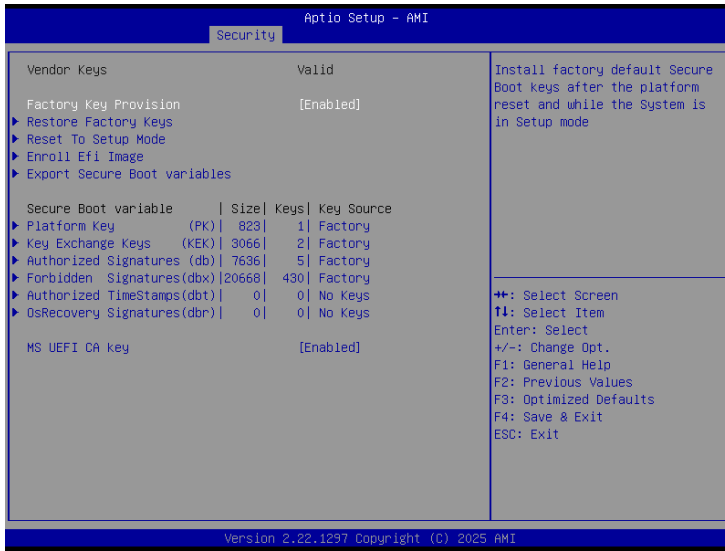 Aptio Setup – AMI
Security
Vendor Keys Valid
Factory Key Provision [Enabled]
▶ Restore Factory Keys
▶ Reset To Setup Mode
▶ Enroll Efi Image
▶ Export Secure Boot variables
Secure Boot variable | Size| Keys| Key Source
▶ Platform Key (PK)| 823| 1| Factory
▶ Key Exchange Keys (KEK)| 3066| 2| Factory
▶ Authorized Signatures (db)| 7636| 5| Factory
▶ Forbidden Signatures(dbx)|20668| 430| Factory
▶ Authorized TimeStamps(dbt)| 0| 0| No Keys
▶ OsRecovery Signatures(dbr)| 0| 0| No Keys
MS UEFI CA key [Enabled]
Install factory default Secure
Boot keys after the platform
reset and while the System is
in Setup mode
→←: Select Screen
↑↓: Select Item
Enter: Select
+/-: Change Opt.
F1: General Help
F2: Previous Values
F3: Optimized Defaults
F4: Save & Exit
ESC: Exit
Version 2.22.1297 Copyright (C) 2025 AMI